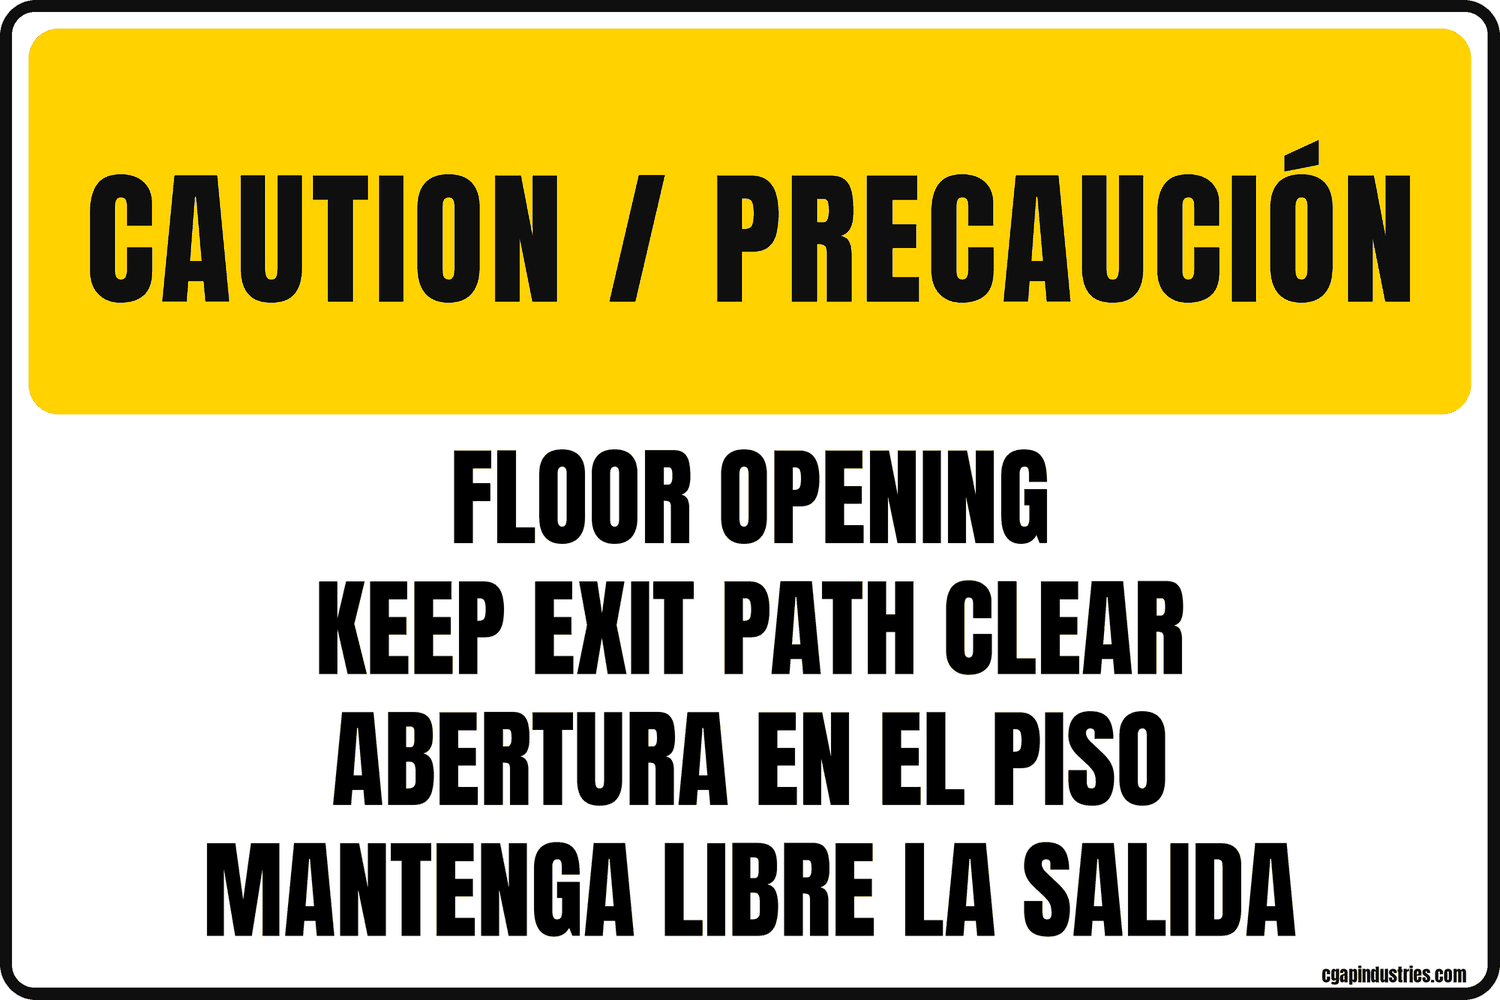 CAUTION / PRECAUCIÓN
FLOOR OPENING
KEEP EXIT PATH CLEAR
ABERTURA EN EL PISO
MANTENGA LIBRE LA SALIDA
cgapindustries.com